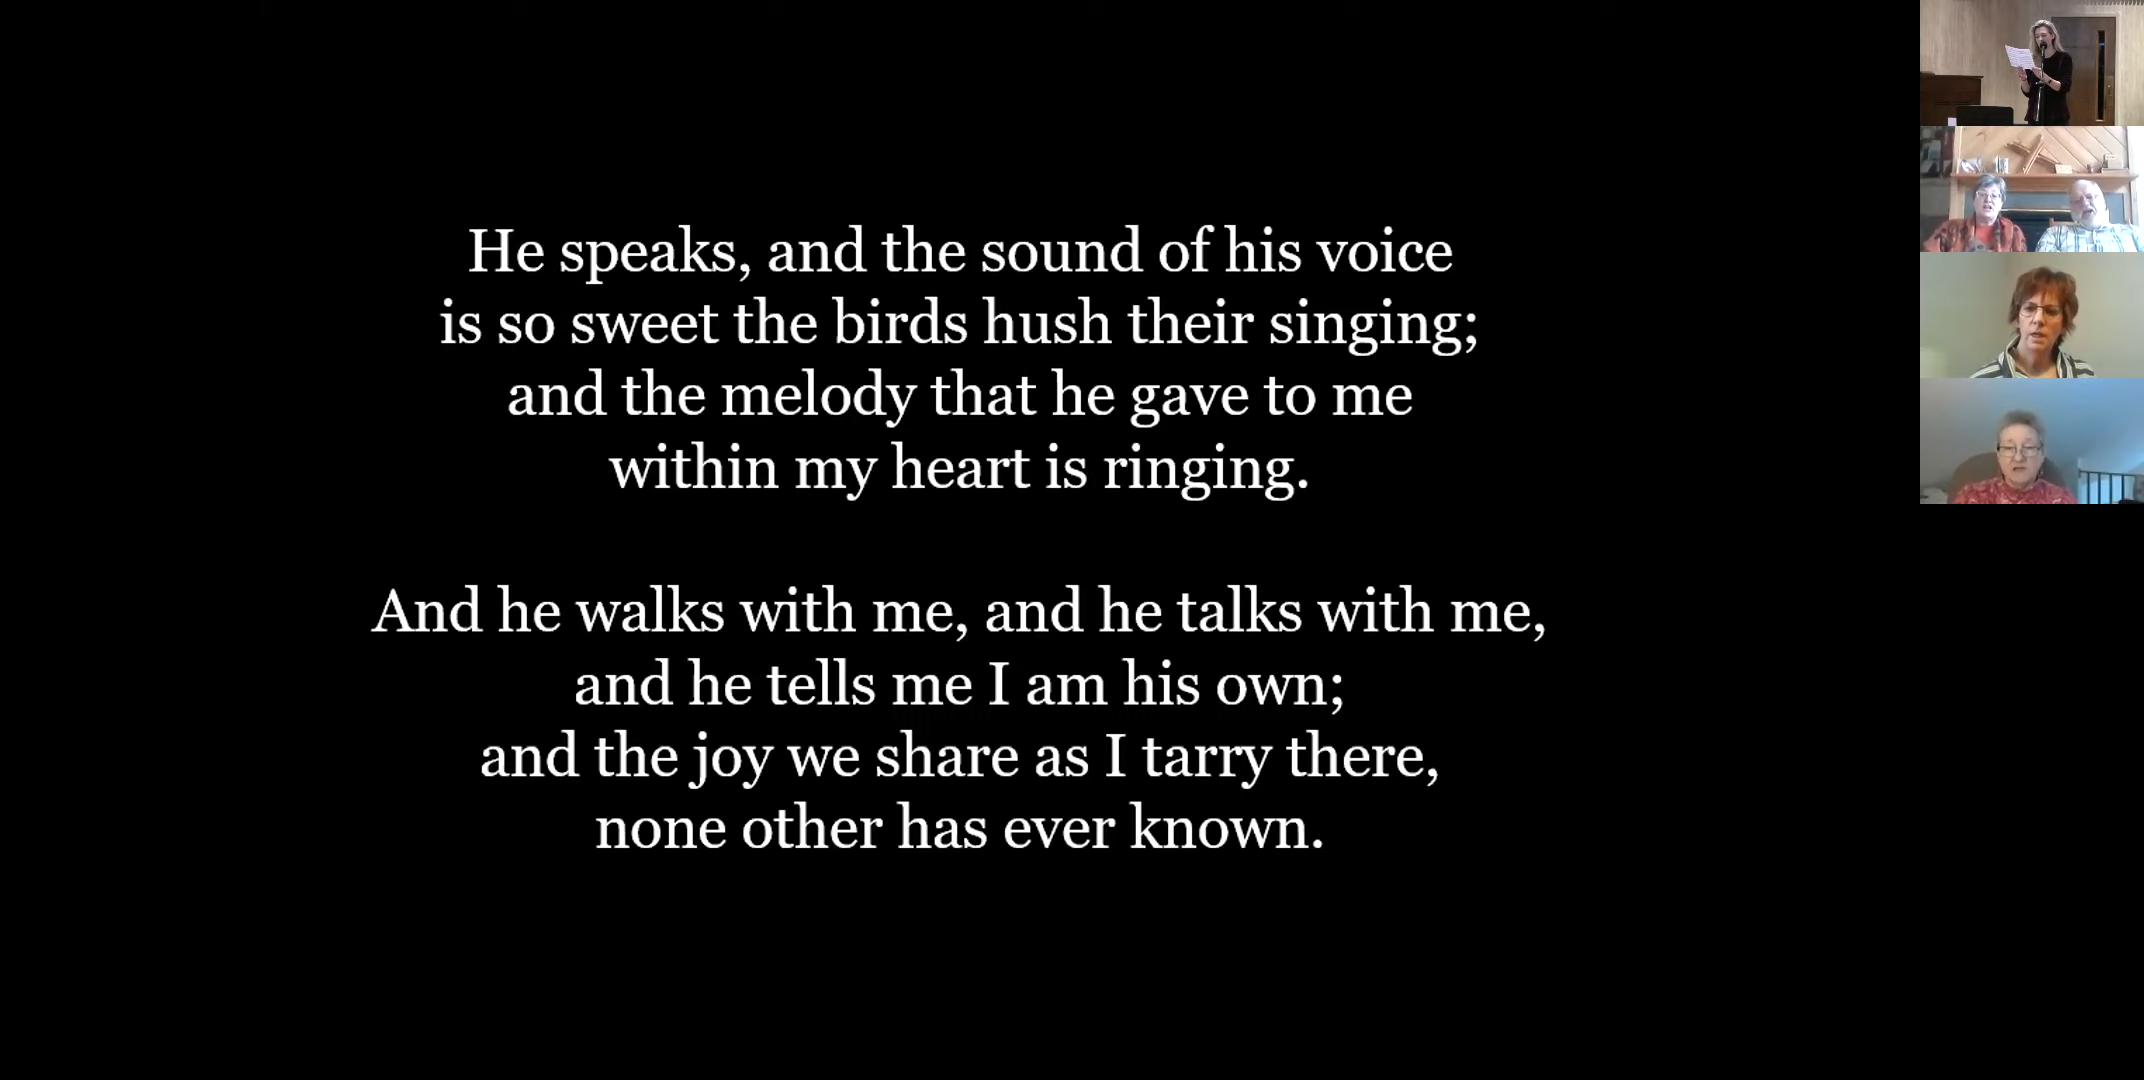 He speaks, and the sound of his voice
is so sweet the birds hush their singing;
and the melody that he gave to me
within my heart is ringing.
And he walks with me, and he talks with me,
and he tells me I am his own;
and the joy we share as I tarry there,
none other has ever known.